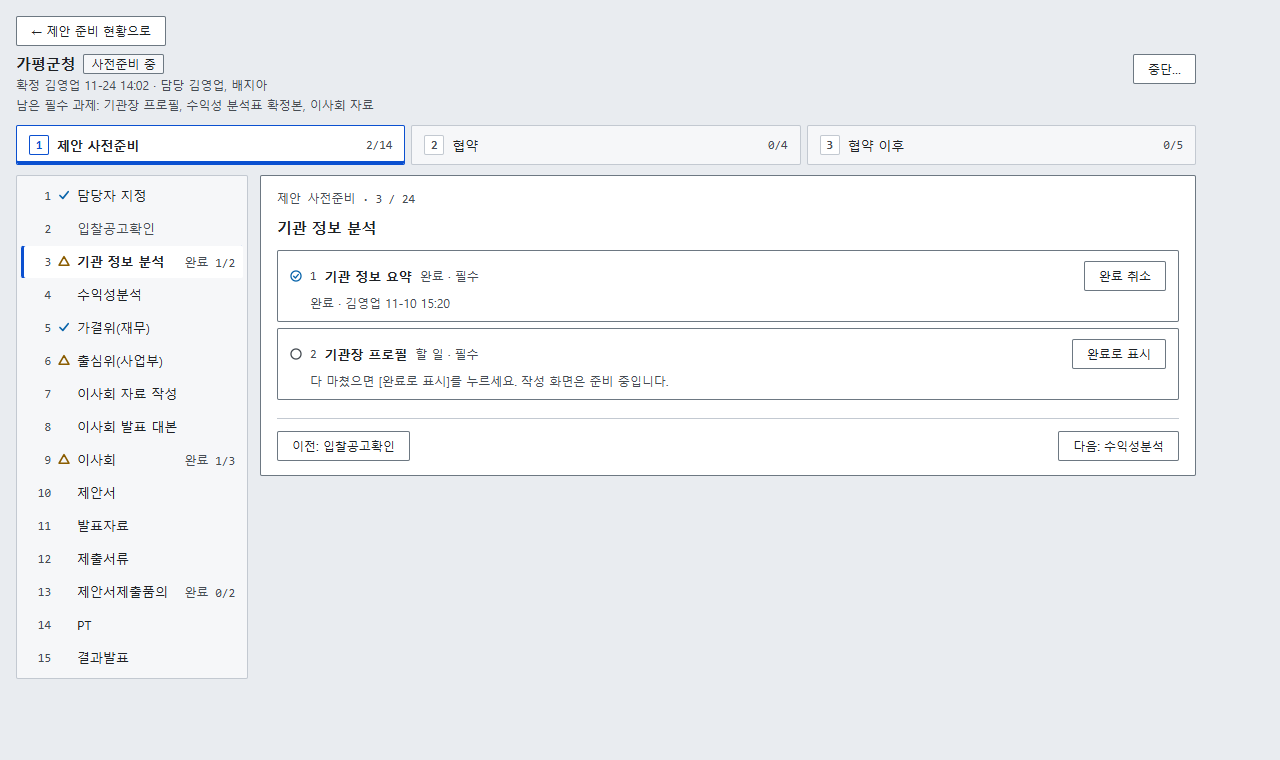 ← 제안 준비 현황으로
가평군청 사전준비 중
중단...
확정 김영업 11-24 14:02 · 담당 김영업, 배지아
남은 필수 과제: 기관장 프로필, 수익성 분석표 확정본, 이사회 자료
1 제안 사전준비 2/14
2 협약 0/4
3 협약 이후 0/5
1 담당자 지정
2 입찰공고확인
3 기관 정보 분석 완료 1/2
4 수익성분석
5 가결위(재무)
6 출심위(사업부)
7 이사회 자료 작성
8 이사회 발표 대본
9 이사회 완료 1/3
10 제안서
11 발표자료
12 제출서류
13 제안서제출품의 완료 0/2
14 PT
15 결과발표
제안 사전준비 · 3 / 24
기관 정보 분석
1 기관 정보 요약 완료 · 필수
완료 취소
완료 · 김영업 11-10 15:20
2 기관장 프로필 할 일 · 필수
완료로 표시
다 마쳤으면 [완료로 표시]를 누르세요. 작성 화면은 준비 중입니다.
이전: 입찰공고확인
다음: 수익성분석